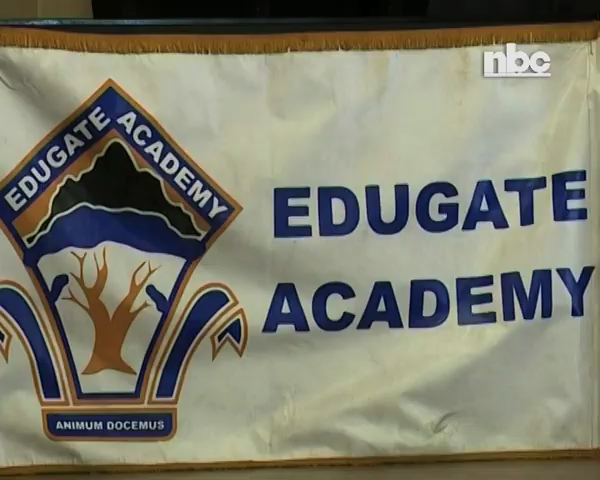 nbc
EDUGATE ACADEMY
EDUGATE
ACADEMY
ANIMUM DOCEMUS